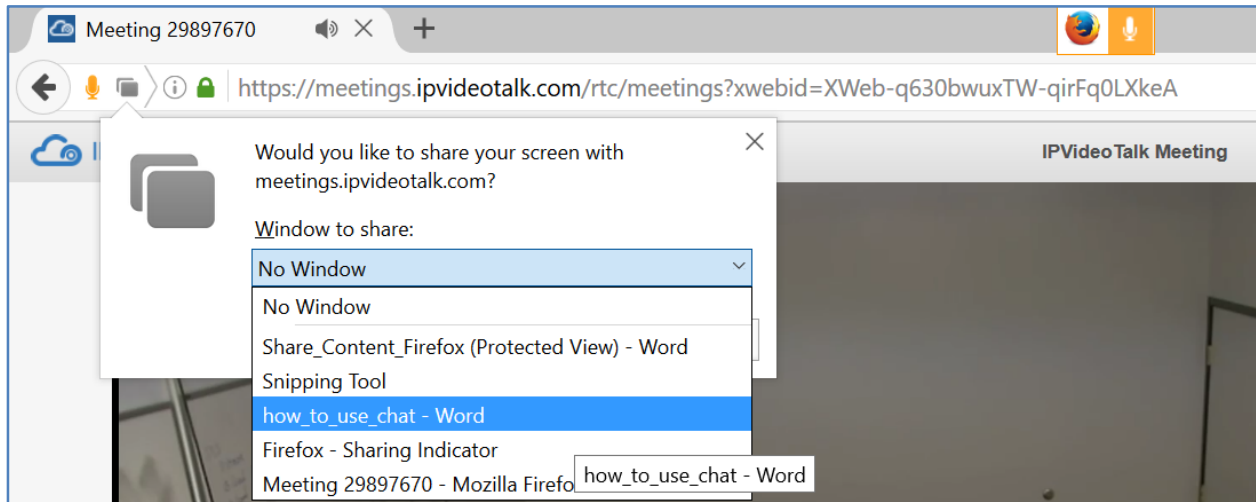 Meeting 29897670
https://meetings.ipvideotalk.com/rtc/meetings?xwebid=XWeb-q630bwuxTW-qirFq0LXkeA
Would you like to share your screen with
meetings.ipvideotalk.com?
IPVideoTalk Meeting
Window to share:
No Window
No Window
Share_Content_Firefox (Protected View) - Word
Snipping Tool
how_to_use_chat - Word
Firefox - Sharing Indicator
Meeting 29897670 - Mozilla Firefo
how_to_use_chat - Word